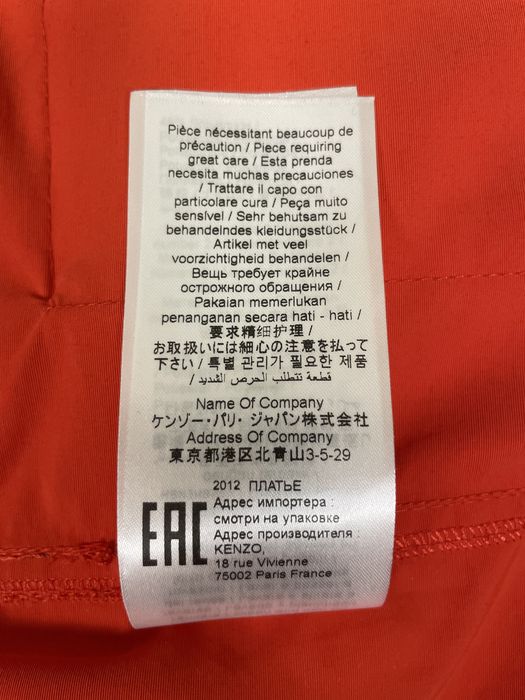 Pièce nécessitant beaucoup de
précaution / Piece requiring
great care / Esta prenda
necesita muchas precauciones
/ Trattare il capo con
particolare cura / Peça muito
sensível / Sehr behutsam zu
behandelndes kleidungsstück /
Artikel met veel
voorzichtigheid behandelen /
Вещь требует крайне
осторожного обращения /
Pakaian memerlukan
penanganan secara hati - hati /
要求精细护理 /
お取扱いには細心の注意を払って
下さい / 특별 관리가 필요한 제품
/ قطعة تتطلب الحرص الشديد
Name Of Company
ケンゾー・パリ・ジャパン株式会社
Address Of Company
東京都港区北青山3-5-29
2012 ПЛАТЬЕ
Адрес импортера :
смотри на упаковке
Адрес производителя :
KENZO,
18 rue Vivienne
75002 Paris France
EAC